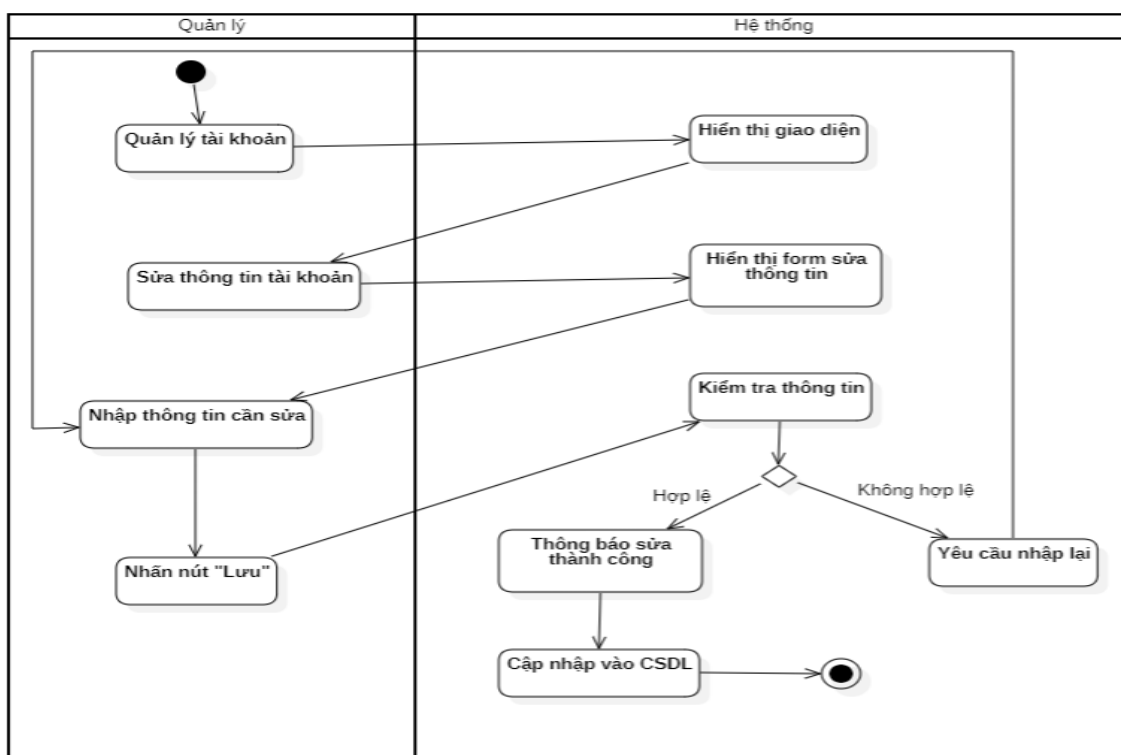 Quản lý
Hệ thống
Quản lý tài khoản
Hiển thị giao diện
Sửa thông tin tài khoản
Hiển thị form sửa
thông tin
Nhập thông tin cần sửa
Kiểm tra thông tin
Hợp lệ
Không hợp lệ
Nhấn nút "Lưu"
Thông báo sửa
thành công
Yêu cầu nhập lại
Cập nhập vào CSDL